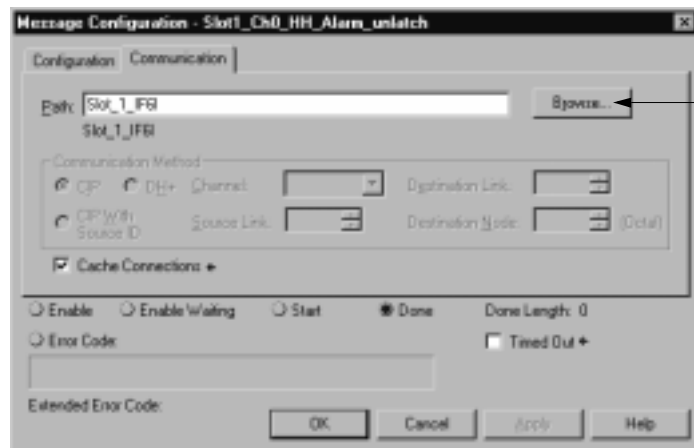 Message Configuration - Slot1_Ch0_HH_Alarm_unlatch
Configuration Communication
Path: Slot_1_IF6I Browse...
Slot_1_IF6I
Communication Method
CIP DH+ Channel: Destination Link:
CIP With Source ID Source Link: Destination Node: (Octal)
Cache Connections
Enable Enable Waiting Start Done Done Length: 0
Error Code: Timed Out
Extended Error Code:
OK Cancel Apply Help